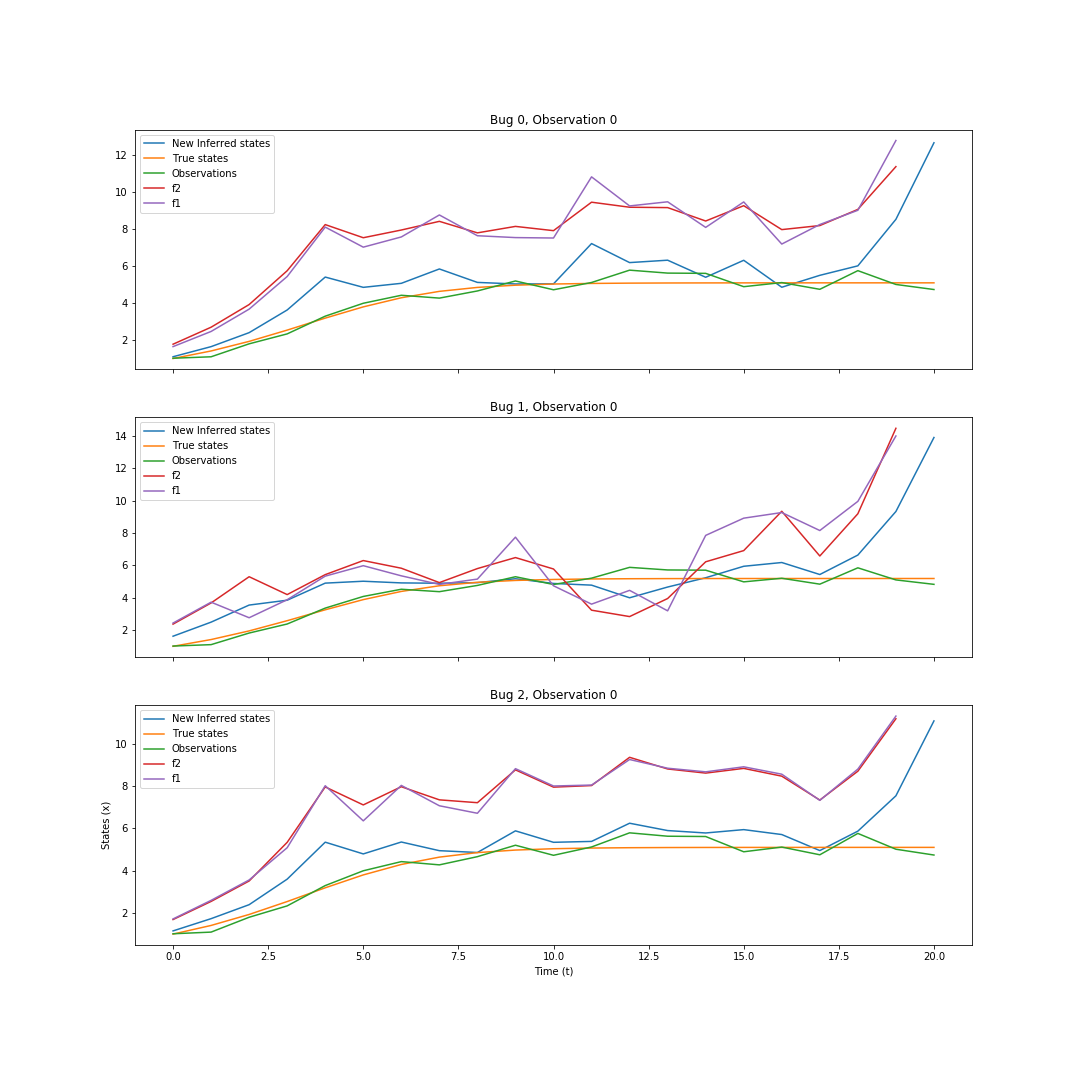 Bug 0, Observation 0
New Inferred states
True states
Observations
f2
f1
12
10
8
6
4
2
Bug 1, Observation 0
New Inferred states
True states
Observations
f2
f1
14
12
10
8
6
4
2
Bug 2, Observation 0
New Inferred states
True states
Observations
f2
f1
10
8
6
4
2
States (x)
0.0 2.5 5.0 7.5 10.0 12.5 15.0 17.5 20.0
Time (t)